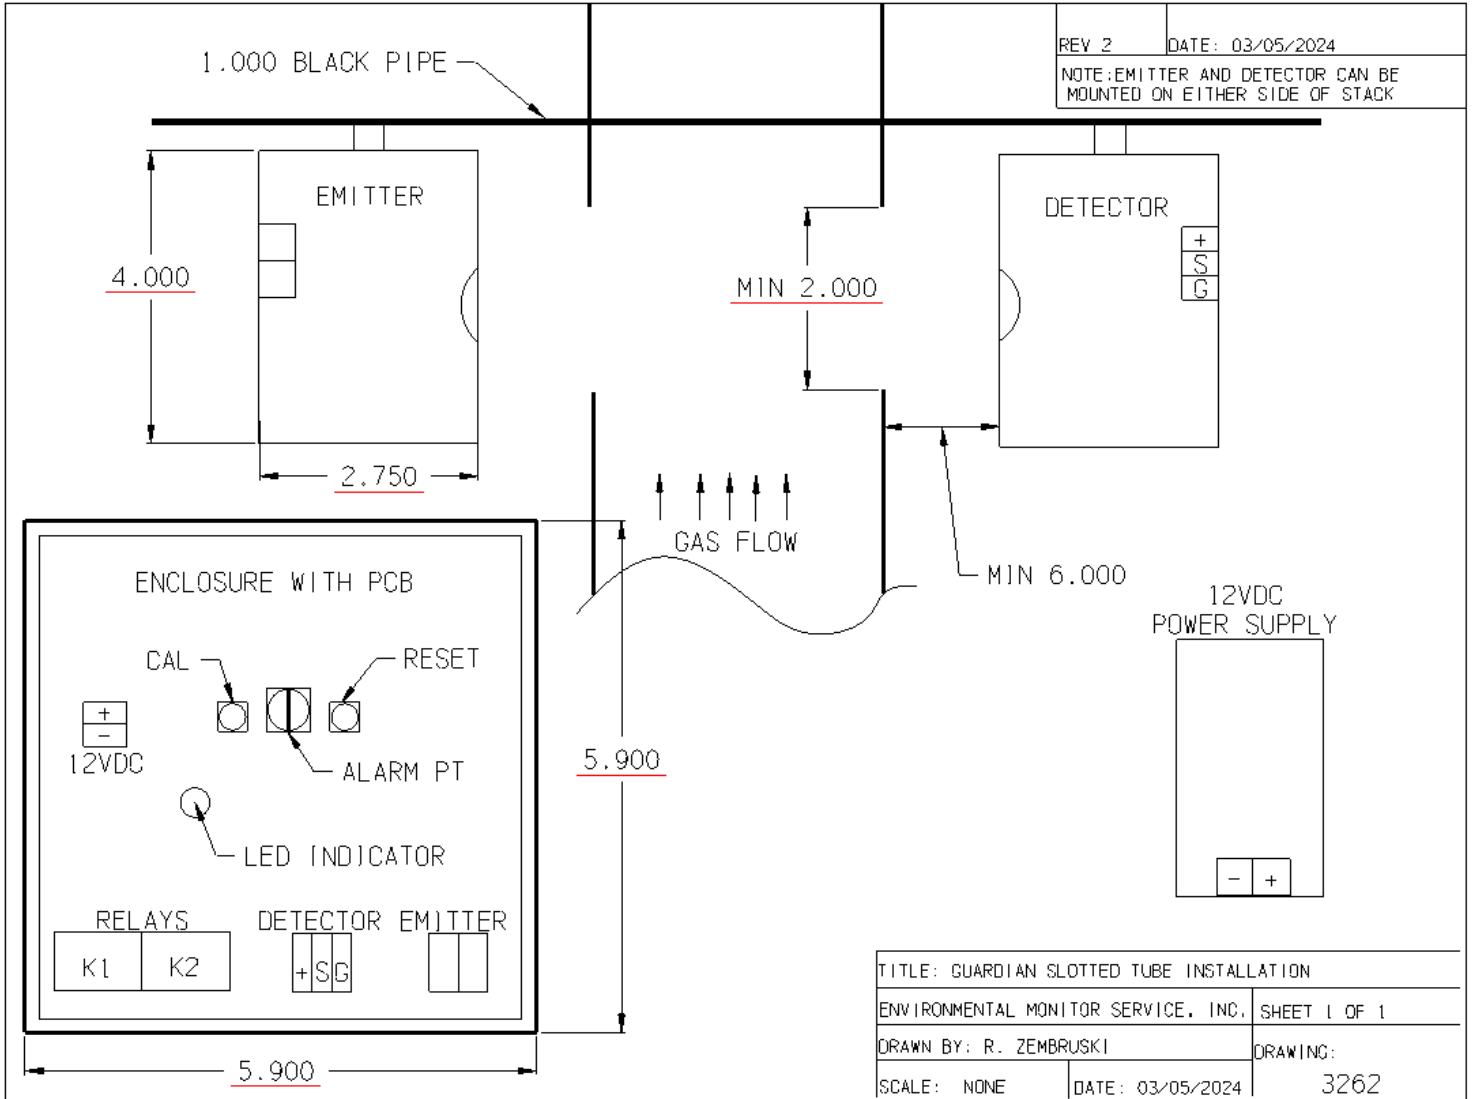 REV 2
DATE: 03/05/2024
NOTE:EMITTER AND DETECTOR CAN BE
MOUNTED ON EITHER SIDE OF STACK
1.000 BLACK PIPE
EMITTER
DETECTOR
+
S
G
4.000
MIN 2.000
2.750
GAS FLOW
MIN 6.000
12VDC
POWER SUPPLY
- +
ENCLOSURE WITH PCB
CAL
RESET
+
-
12VDC
ALARM PT
5.900
LED INDICATOR
RELAYS
DETECTOR
EMITTER
K1
K2
+ S G
5.900
TITLE: GUARDIAN SLOTTED TUBE INSTALLATION
ENVIRONMENTAL MONITOR SERVICE, INC.
SHEET 1 OF 1
DRAWN BY: R. ZEMBRUSKI
DRAWING:
3262
SCALE: NONE
DATE: 03/05/2024